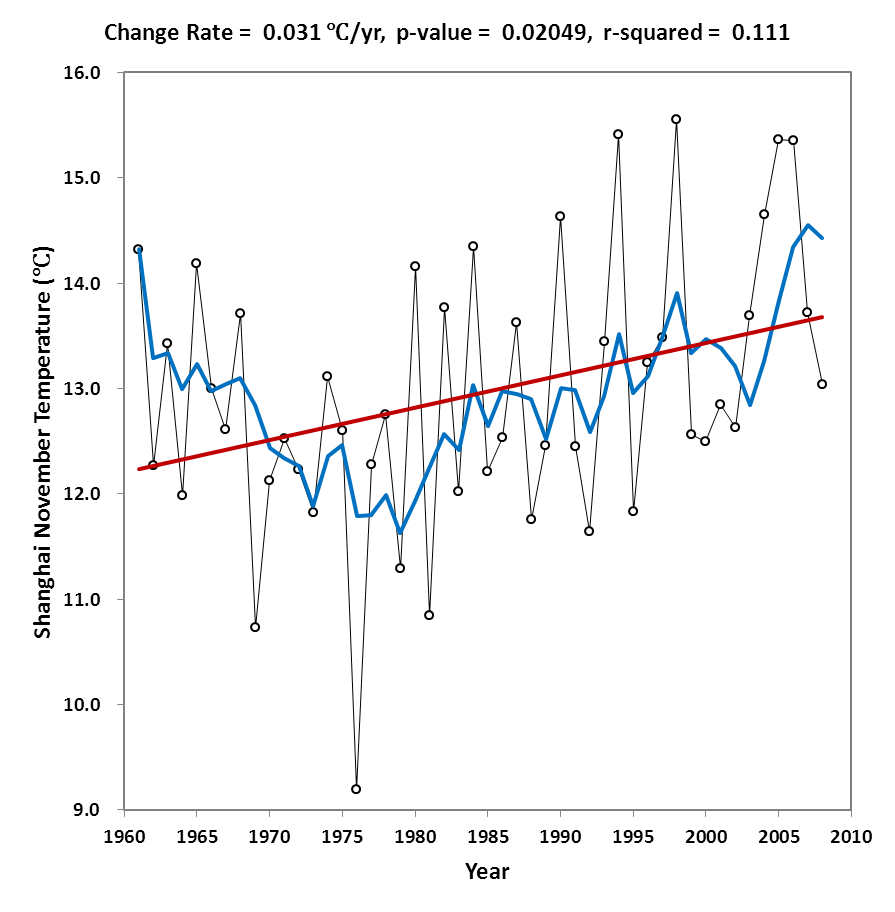 Change Rate = 0.031 ℃/yr, p-value = 0.02049, r-squared = 0.111
16.0
15.0
14.0
13.0
12.0
11.0
10.0
9.0
Shanghai November Temperature (℃)
1960 1965 1970 1975 1980 1985 1990 1995 2000 2005 2010
Year